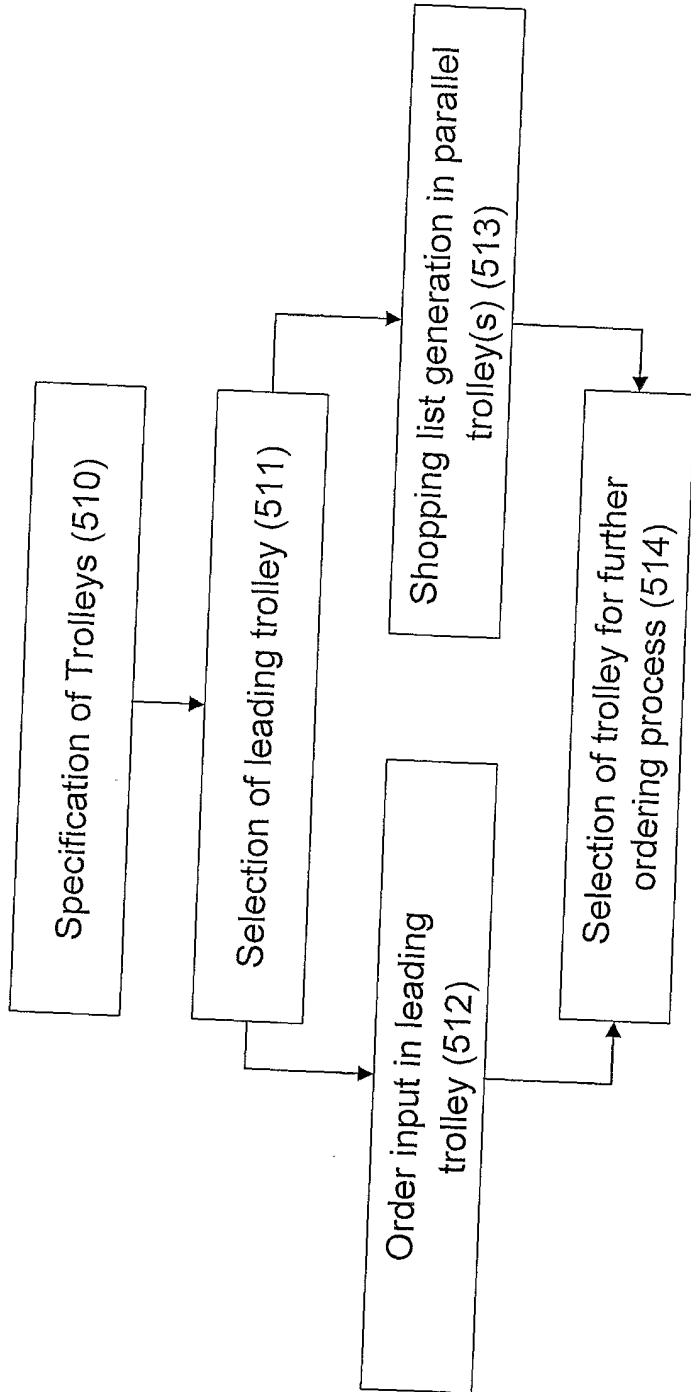 Specification of Trolleys (510)
Selection of leading trolley (511)
Order input in leading
trolley (512)
Shopping list generation in parallel
trolley(s) (513)
Selection of trolley for further
ordering process (514)